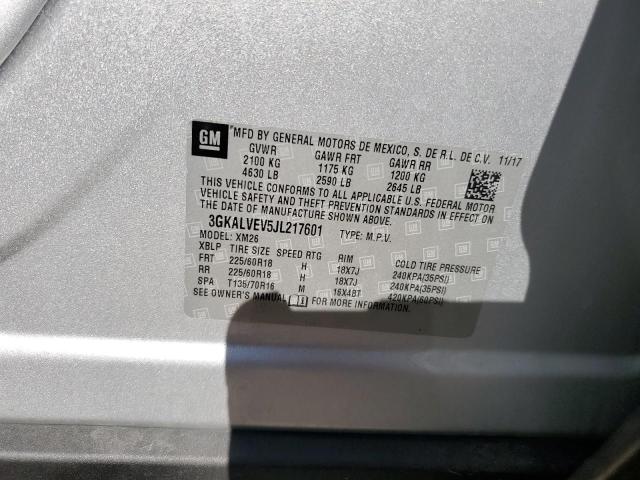 GM
MFD BY GENERAL MOTORS DE MEXICO, S. DE R.L. DE C.V. 11/17
GVWR GAWR FRT GAWR RR
2100 KG 1175 KG 1200 KG
4630 LB 2590 LB 2645 LB
THIS VEHICLE CONFORMS TO ALL APPLICABLE U.S. FEDERAL MOTOR
VEHICLE SAFETY AND THEFT PREVENTION STANDARDS IN EFFECT ON
THE DATE OF MANUFACTURE SHOWN ABOVE.
3GKALVEV5JL217601 TYPE: M.P.V.
MODEL: XM26
XBLP TIRE SIZE SPEED RTG RIM COLD TIRE PRESSURE
FRT 225/60R18 H 18X7J 240KPA(35PSI)
RR 225/60R18 H 18X7J 240KPA(35PSI)
SPA T135/70R16 M 16X4BT 420KPA(60PSI)
SEE OWNER'S MANUAL FOR MORE INFORMATION.